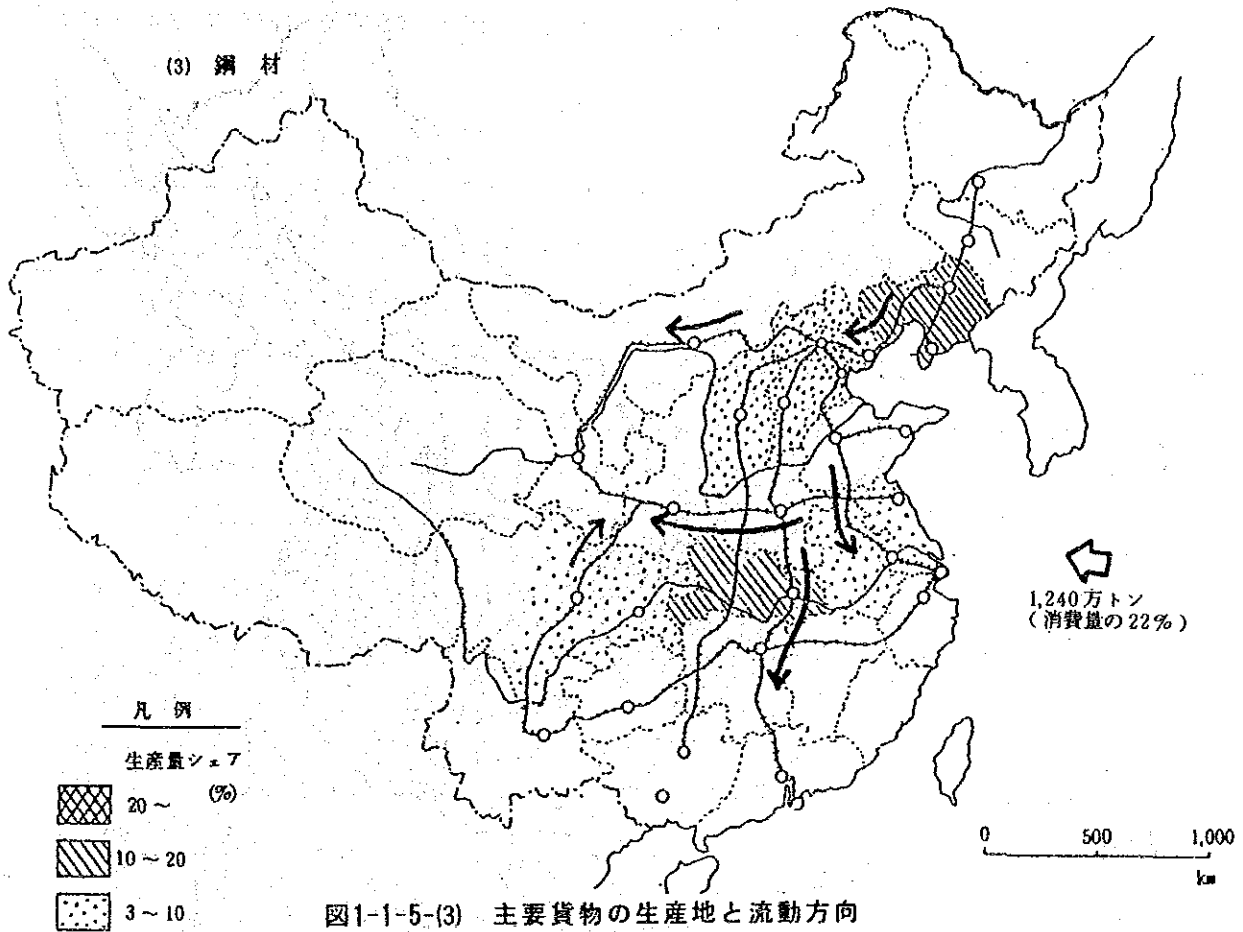 (3) 鋼材
1,240万トン
(消費量の22%)
凡例
生産量シェア
(%)
20～
10～20
3～10
0 500 1,000
km
図1-1-5-(3) 主要貨物の生産地と流動方向